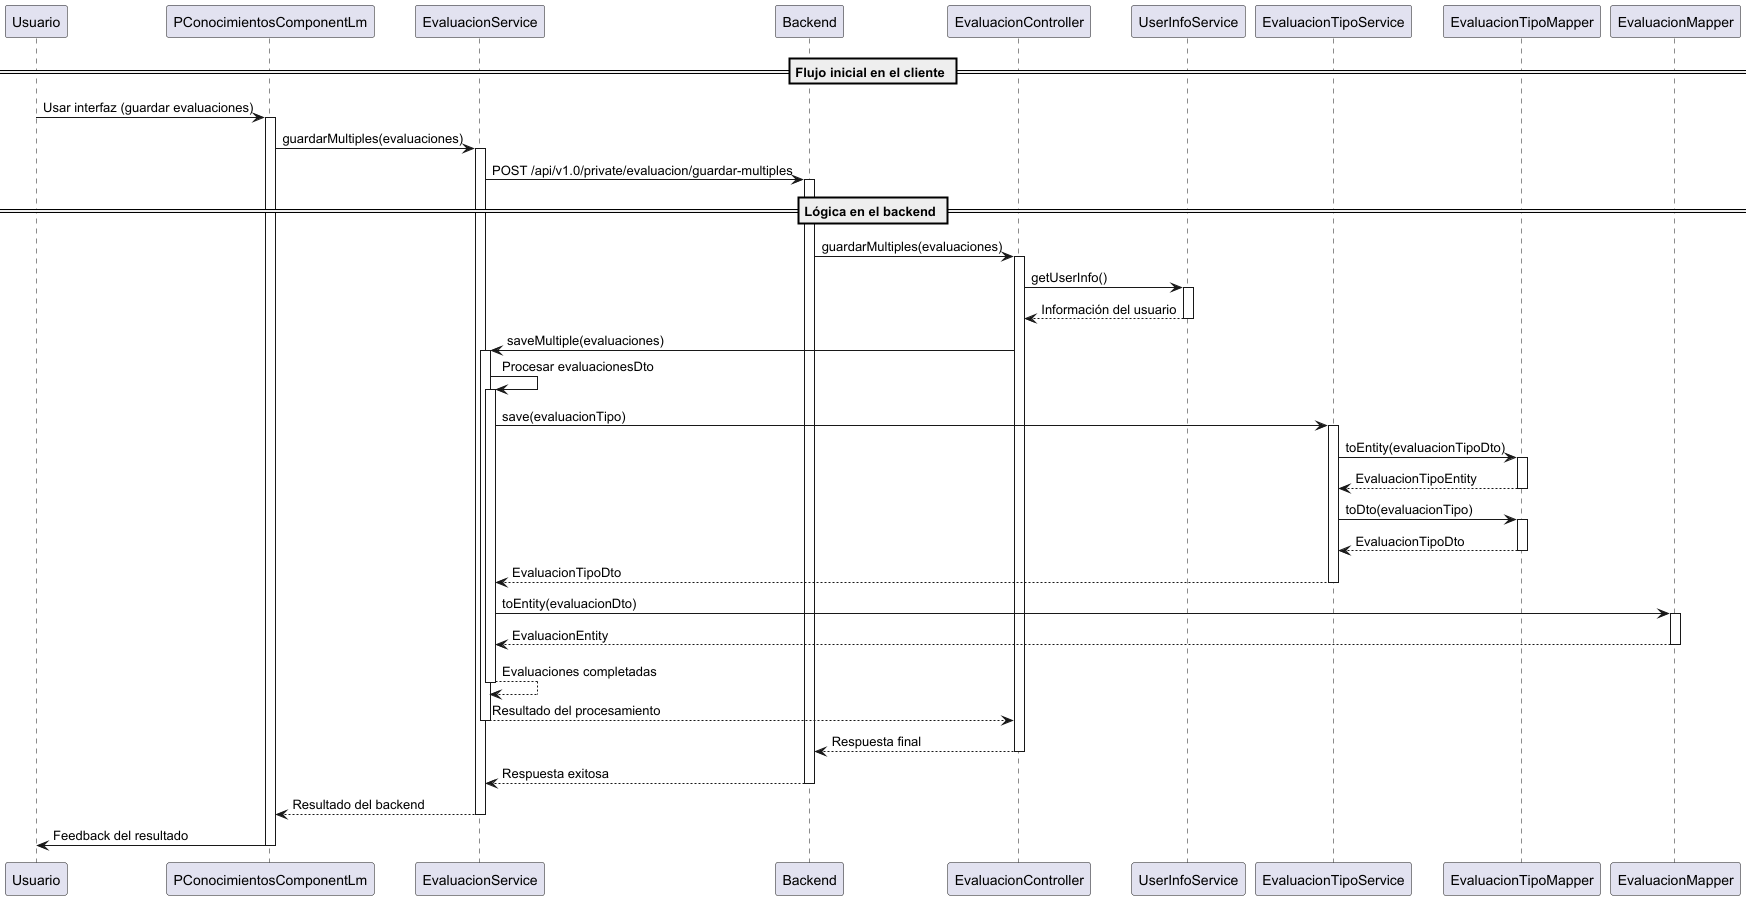 Usuario
PConocimientosComponentLm
EvaluacionService
Backend
EvaluacionController
UserInfoService
EvaluacionTipoService
EvaluacionTipoMapper
EvaluacionMapper
Flujo inicial en el cliente
Usar interfaz (guardar evaluaciones)
guardarMultiples(evaluaciones)
POST /api/v1.0/private/evaluacion/guardar-multiples
Lógica en el backend
guardarMultiples(evaluaciones)
getUserInfo()
Información del usuario
saveMultiple(evaluaciones)
Procesar evaluacionesDto
save(evaluacionTipo)
toEntity(evaluacionTipoDto)
EvaluacionTipoEntity
toDto(evaluacionTipo)
EvaluacionTipoDto
EvaluacionTipoDto
toEntity(evaluacionDto)
EvaluacionEntity
Evaluaciones completadas
Resultado del procesamiento
Respuesta final
Respuesta exitosa
Resultado del backend
Feedback del resultado
Usuario
PConocimientosComponentLm
EvaluacionService
Backend
EvaluacionController
UserInfoService
EvaluacionTipoService
EvaluacionTipoMapper
EvaluacionMapper